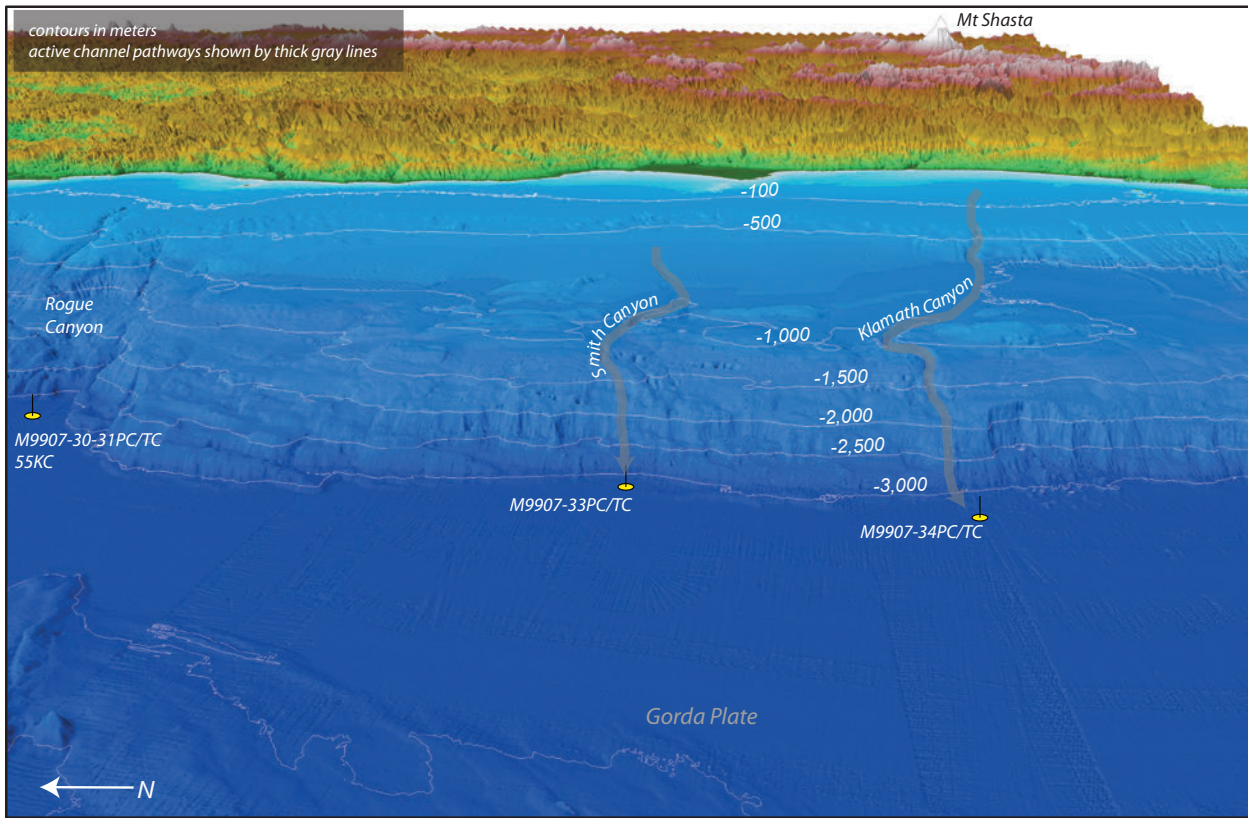 contours in meters
active channel pathways shown by thick gray lines
Mt Shasta
-100
-500
Rogue
Canyon
Smith Canyon
Klamath Canyon
-1,000
-1,500
-2,000
-2,500
-3,000
M9907-30-31PC/TC
55KC
M9907-33PC/TC
M9907-34PC/TC
Gorda Plate
N